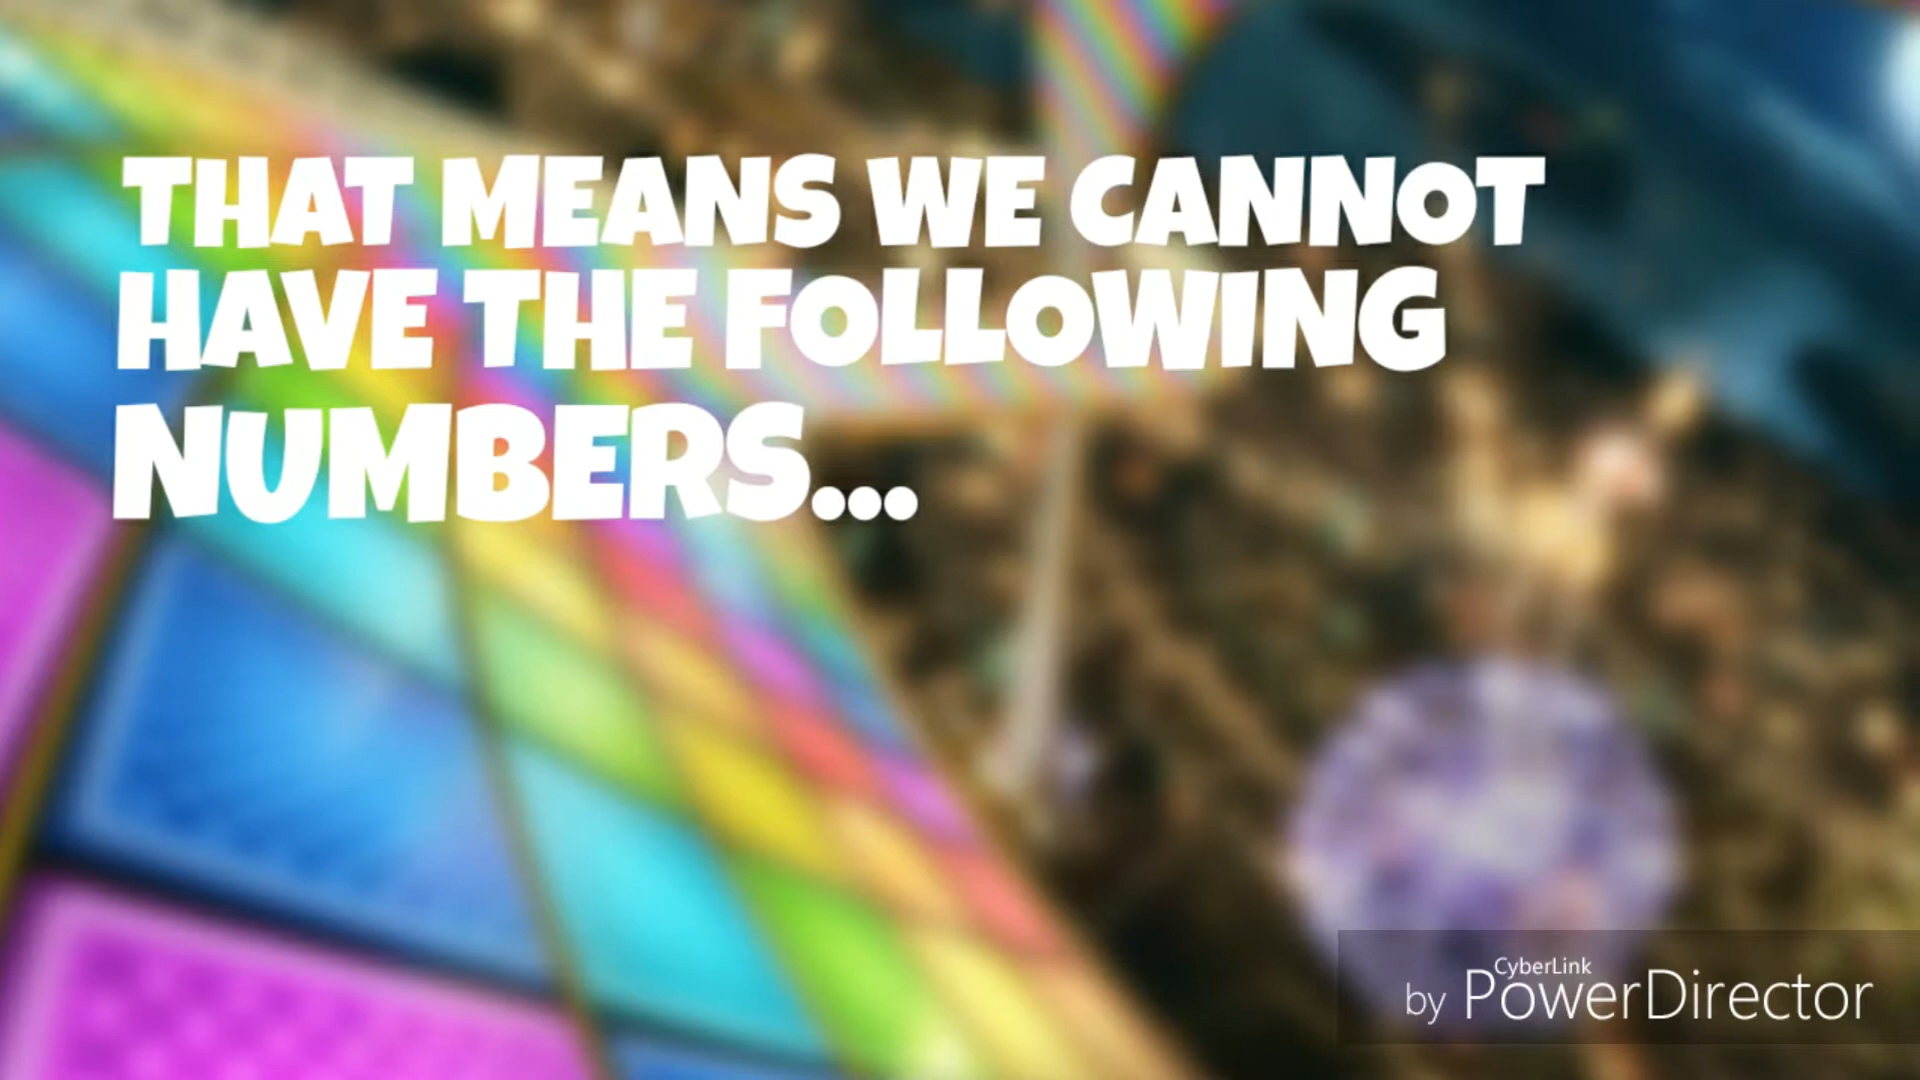 THAT MEANS WE CANNOT
HAVE THE FOLLOWING
NUMBERS...
by CyberLink PowerDirector